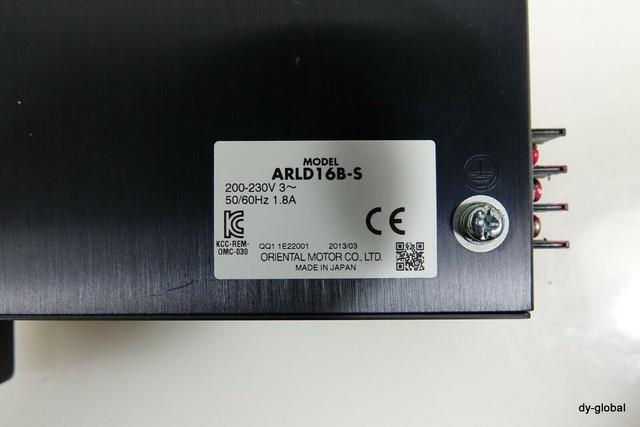 MODEL
ARLD16B-S
200-230V 3~
50/60Hz 1.8A
KCC-REM-
OMC-030
CE
QQ1 1E22001 2013/03
ORIENTAL MOTOR CO., LTD.
MADE IN JAPAN
dy-global